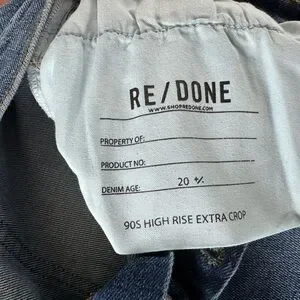 RE/DONE
WWW.SHOPREDONE.COM
PROPERTY OF:
PRODUCT NO:
DENIM AGE: 20 +/-
90S HIGH RISE EXTRA CROP